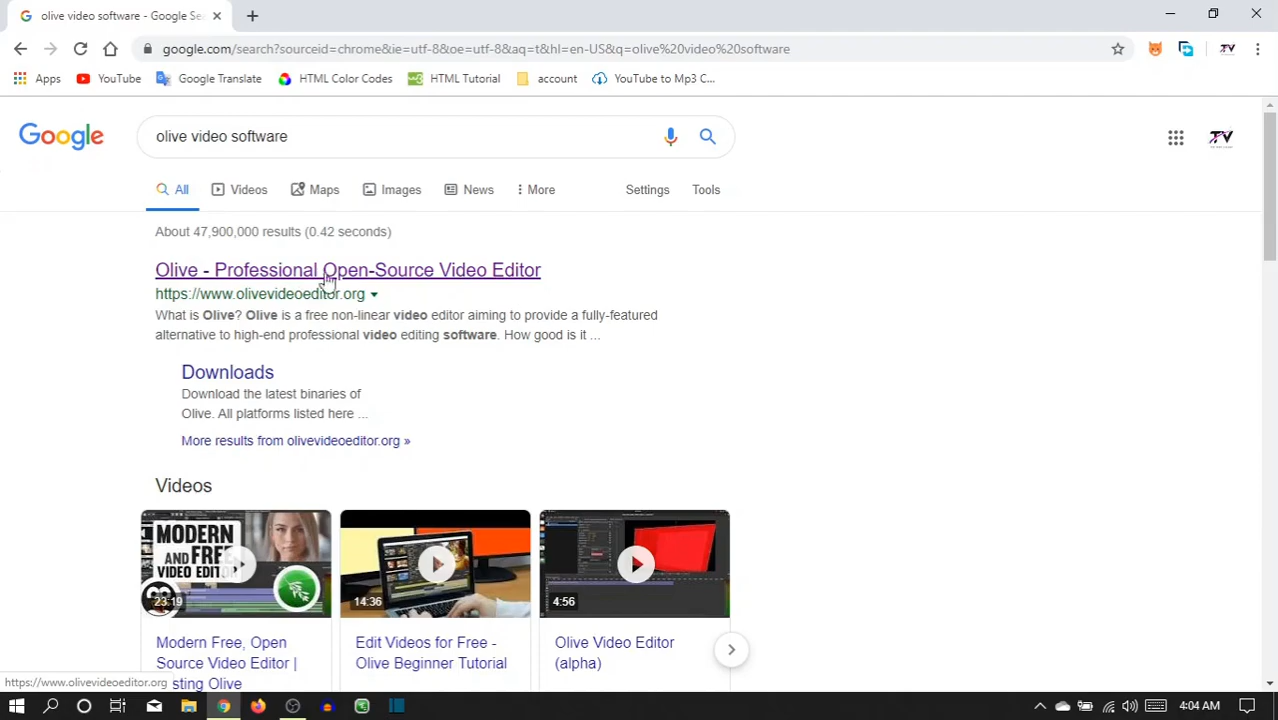 olive video software - Google Se
google.com/search?sourceid=chrome&ie=utf-8&oe=utf-8&aq=t&hl=en-US&q=olive%20video%20software
Apps YouTube Google Translate HTML Color Codes HTML Tutorial account YouTube to Mp3 C...
Google
olive video software
TV
All Videos Maps Images News More Settings Tools
About 47,900,000 results (0.42 seconds)
Olive - Professional Open-Source Video Editor
https://www.olivevideoeditor.org
What is Olive? Olive is a free non-linear video editor aiming to provide a fully-featured
alternative to high-end professional video editing software. How good is it ...
Downloads
Download the latest binaries of
Olive. All platforms listed here ...
More results from olivevideoeditor.org »
Videos
MODERN
AND FREE
VIDEO EDITOR
23:19
14:36
4:56
Modern Free, Open
Source Video Editor |
sting Olive
Edit Videos for Free -
Olive Beginner Tutorial
Olive Video Editor
(alpha)
https://www.olivevideoeditor.org
4:04 AM